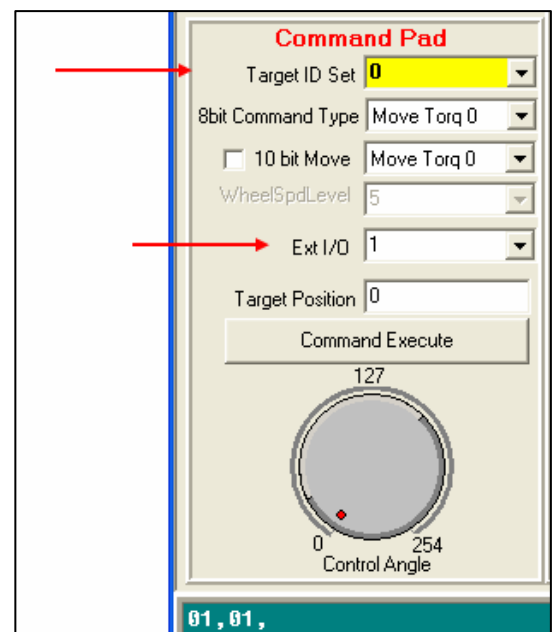 Command Pad
Target ID Set 0
8bit Command Type Move Torq 0
10 bit Move Move Torq 0
WheelSpdLevel 5
Ext I/O 1
Target Position 0
Command Execute
127
0 254
Control Angle
01,01,